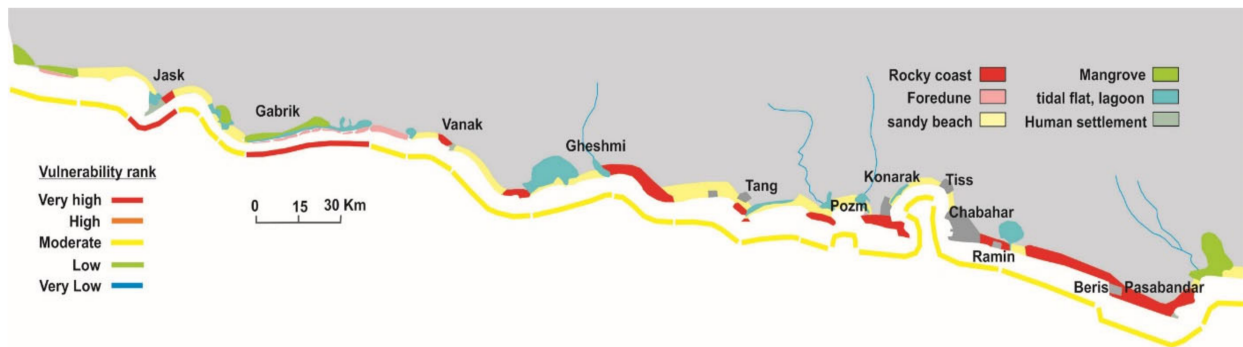 Jask
Gabrik
Vanak
Gheshmi
Tang
Pozm
Konarak
Tiss
Chabahar
Ramin
Beris
Pasabandar
Rocky coast
Foredune
sandy beach
Mangrove
tidal flat, lagoon
Human settlement
Vulnerability rank
Very high
High
Moderate
Low
Very Low
0 15 30 Km